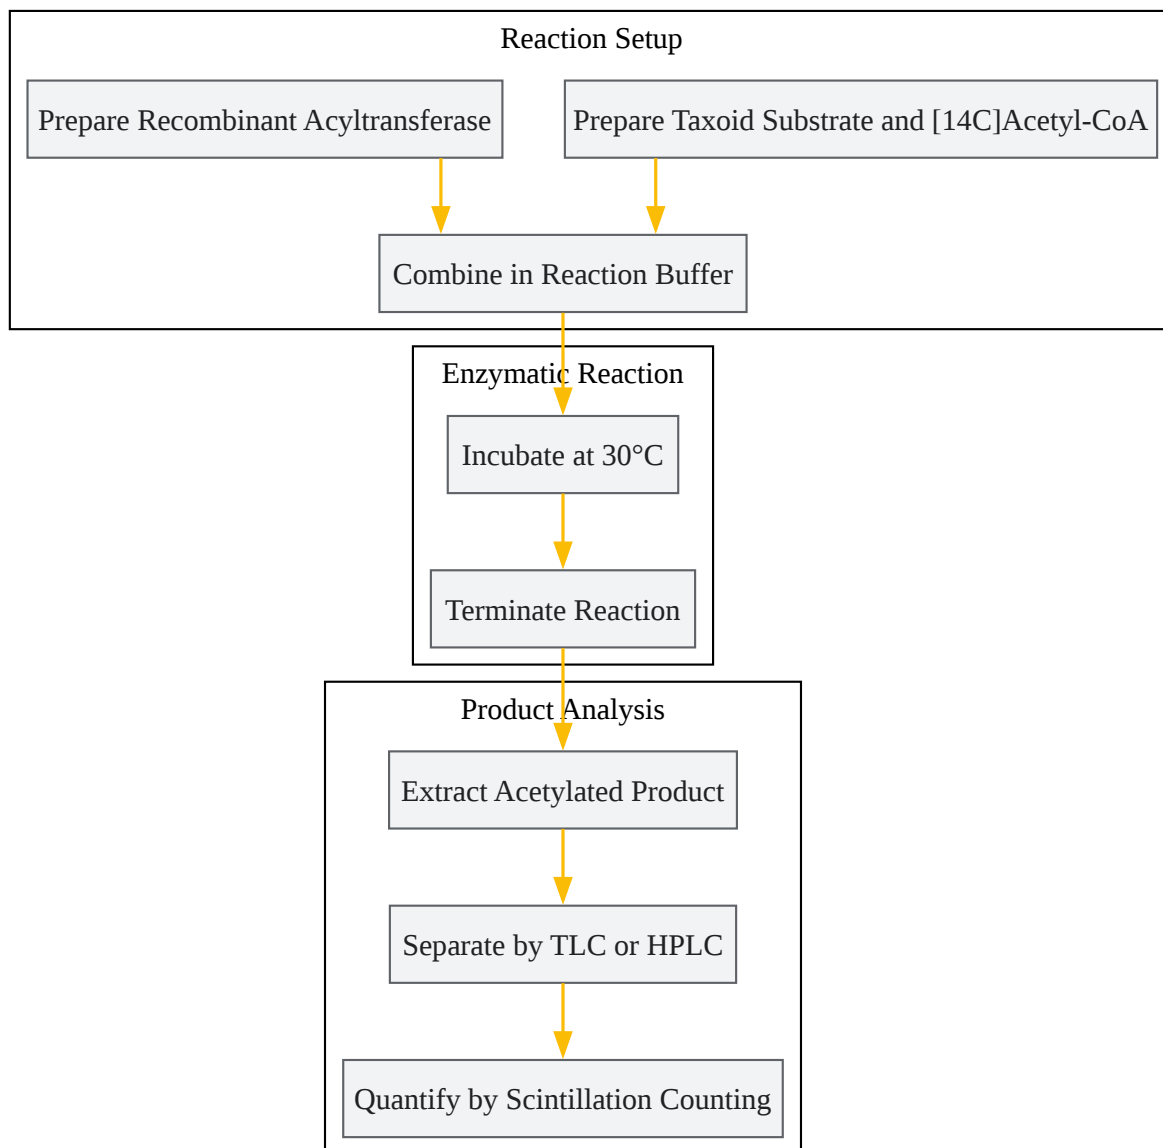 Reaction Setup
Prepare Recombinant Acyltransferase
Prepare Taxoid Substrate and [14C]Acetyl-CoA
Combine in Reaction Buffer
Enzymatic Reaction
Incubate at 30°C
Terminate Reaction
Product Analysis
Extract Acetylated Product
Separate by TLC or HPLC
Quantify by Scintillation Counting